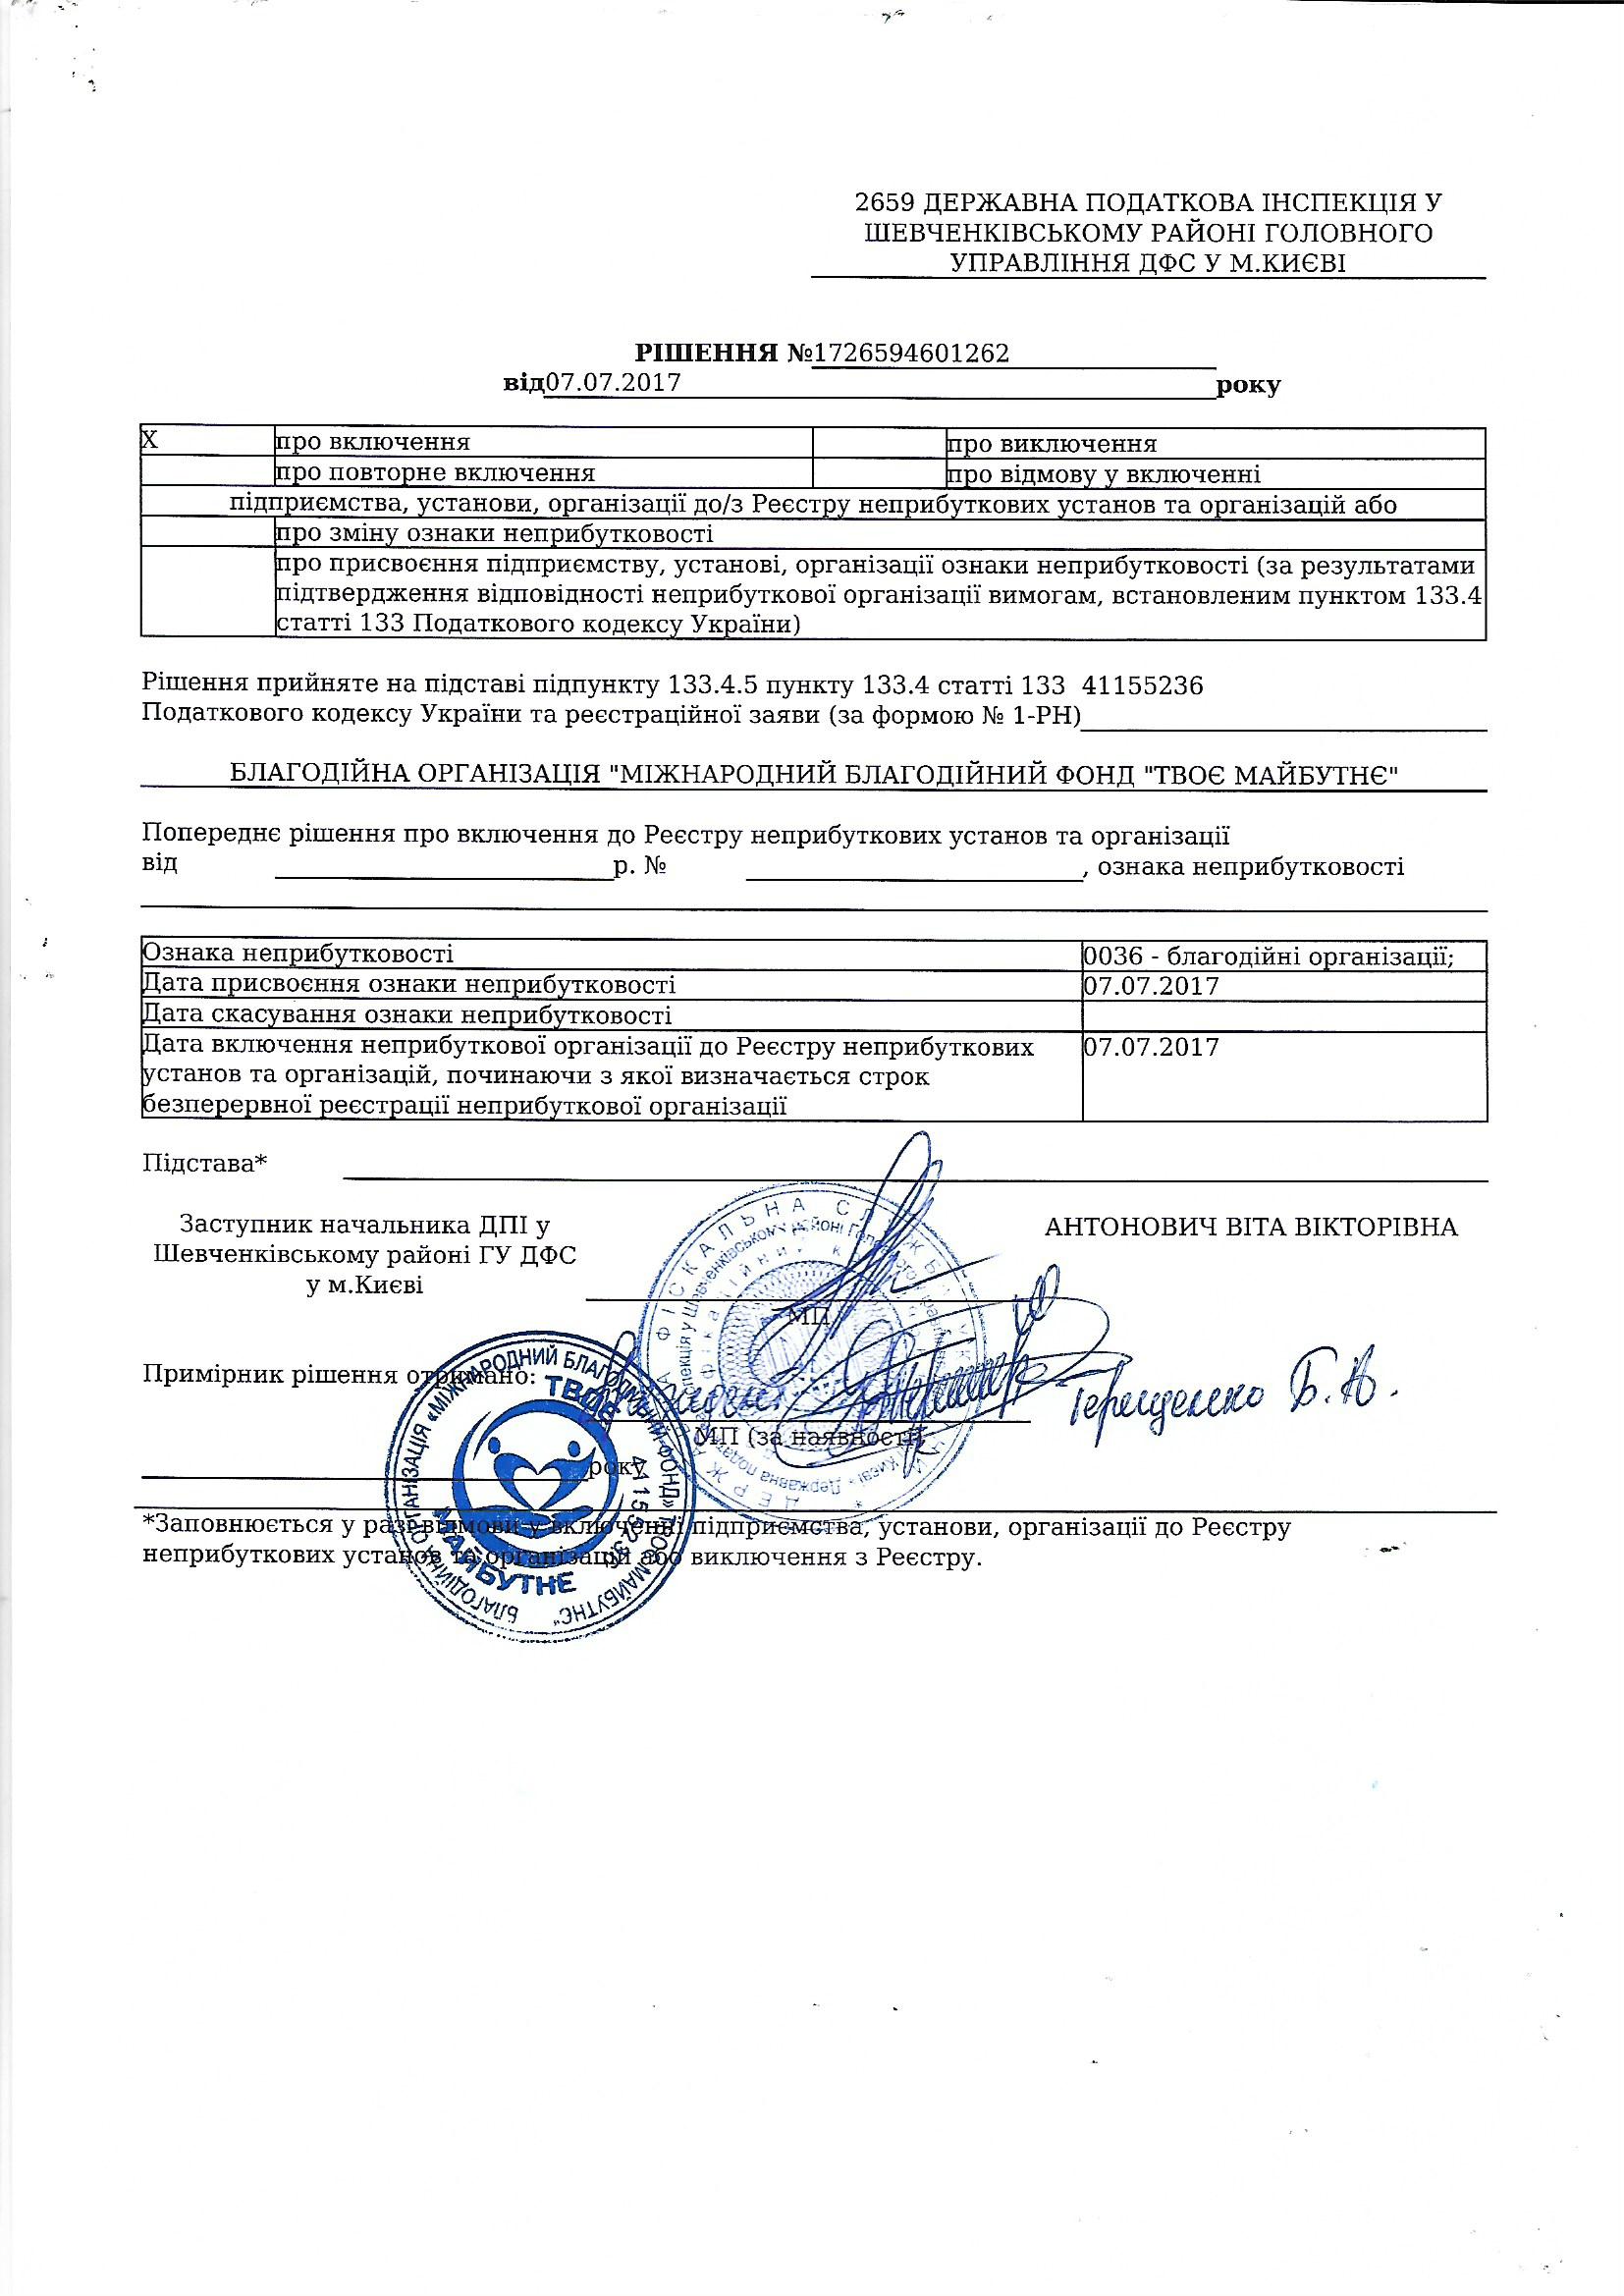 2659 ДЕРЖАВНА ПОДАТКОВА ІНСПЕКЦІЯ У
ШЕВЧЕНКІВСЬКОМУ РАЙОНІ ГОЛОВНОГО
УПРАВЛІННЯ ДФС У М.КИЄВІ
РІШЕННЯ №1726594601262
від07.07.2017 року
X про включення про виключення
про повторне включення про відмову у включенні
підприємства, установи, організації до/з Реєстру неприбуткових установ та організацій або
про зміну ознаки неприбутковості
про присвоєння підприємству, установі, організації ознаки неприбутковості (за результатами
підтвердження відповідності неприбуткової організації вимогам, встановленим пунктом 133.4
статті 133 Податкового кодексу України)
Рішення прийняте на підставі підпункту 133.4.5 пункту 133.4 статті 133 41155236
Податкового кодексу України та реєстраційної заяви (за формою № 1-РН)
БЛАГОДІЙНА ОРГАНІЗАЦІЯ "МІЖНАРОДНИЙ БЛАГОДІЙНИЙ ФОНД "ТВОЄ МАЙБУТНЄ"
Попереднє рішення про включення до Реєстру неприбуткових установ та організації
від р. № , ознака неприбутковості
Ознака неприбутковості 0036 - благодійні організації;
Дата присвоєння ознаки неприбутковості 07.07.2017
Дата скасування ознаки неприбутковості
Дата включення неприбуткової організації до Реєстру неприбуткових 07.07.2017
установ та організацій, починаючи з якої визначається строк
безперервної реєстрації неприбуткової організації
Підстава*
Заступник начальника ДПІ у АНТОНОВИЧ ВІТА ВІКТОРІВНА
Шевченківському районі ГУ ДФС
у м.Києві
МП
Примірник рішення отримано:
Терещенко Б.А.
МП (за наявності)
року
*Заповнюється у разі відмови у включенні підприємства, установи, організації до Реєстру
неприбуткових установ та організацій або виключення з Реєстру.
БЛАГОДІЙНА ОРГАНІЗАЦІЯ «МІЖНАРОДНИЙ БЛАГОДІЙНИЙ ФОНД» ТВОЄ МАЙБУТНЄ"
ТВОЄ
МАЙБУТНЄ
41155236
ДЕРЖАВНА ФІСКАЛЬНА СЛУЖБА УКРАЇНИ